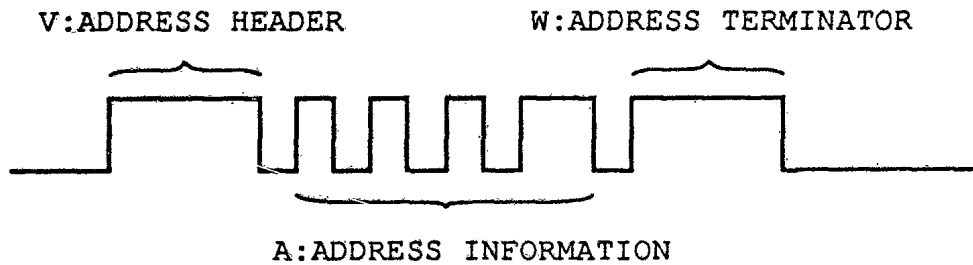 V:ADDRESS HEADER
W:ADDRESS TERMINATOR
A:ADDRESS INFORMATION